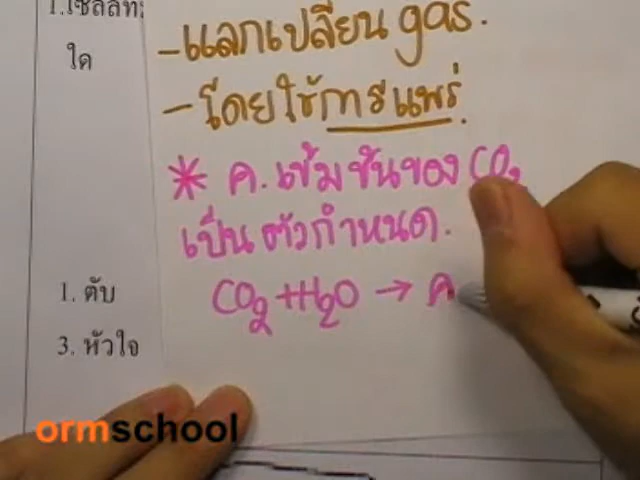 1.เซลล์ที่
ใด
-แลกเปลี่ยน gas.
-โดยใช้การแพร่.
* ค.เข้มข้นของ CO2
เป็นตัวกำหนด.
CO2+H2O → ค
1. ตับ
3. หัวใจ
ormschool